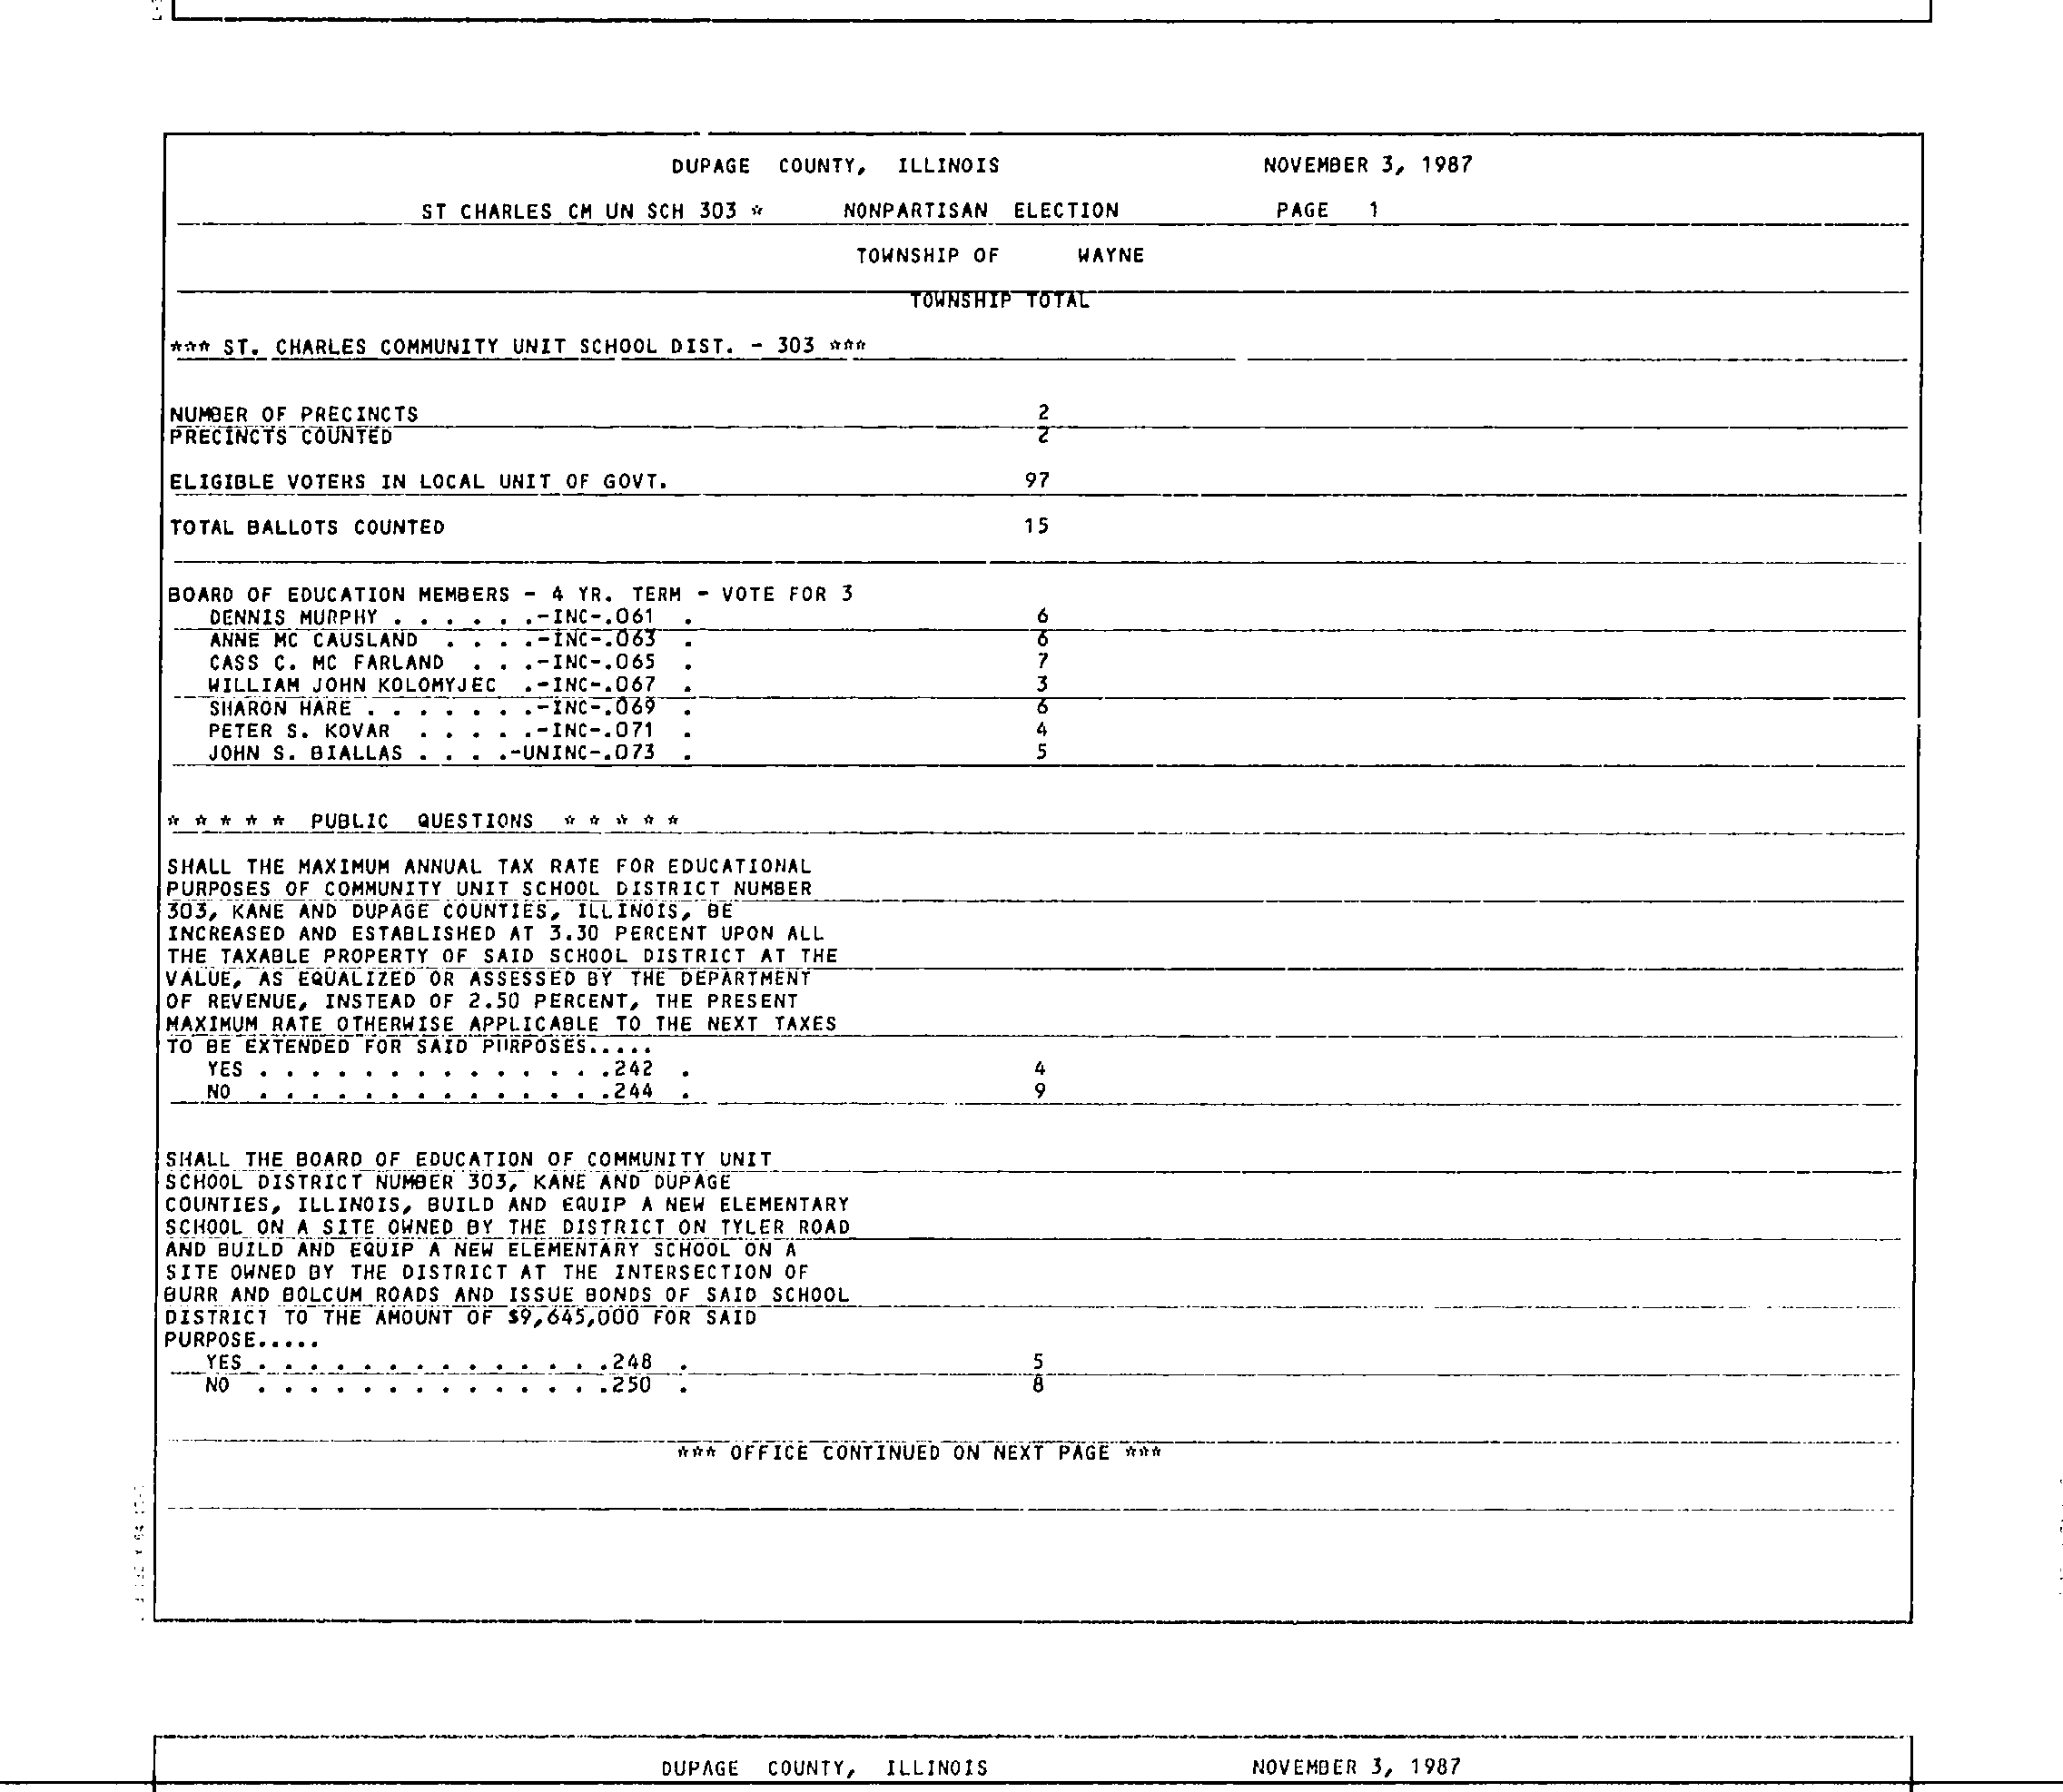 DUPAGE COUNTY, ILLINOIS NOVEMBER 3, 1987
ST CHARLES CM UN SCH 303 * NONPARTISAN ELECTION PAGE 1
TOWNSHIP OF WAYNE
TOWNSHIP TOTAL
*** ST. CHARLES COMMUNITY UNIT SCHOOL DIST. - 303 ***
NUMBER OF PRECINCTS 2
PRECINCTS COUNTED 2
ELIGIBLE VOTERS IN LOCAL UNIT OF GOVT. 97
TOTAL BALLOTS COUNTED 15
BOARD OF EDUCATION MEMBERS - 4 YR. TERM - VOTE FOR 3
DENNIS MURPHY . . . . . .-INC-.061 . 6
ANNE MC CAUSLAND . . . .-INC-.063 . 6
CASS C. MC FARLAND . . .-INC-.065 . 7
WILLIAM JOHN KOLOMYJEC .-INC-.067 . 3
SHARON HARE . . . . . . .-INC-.069 . 6
PETER S. KOVAR . . . . .-INC-.071 . 4
JOHN S. BIALLAS . . . .-UNINC-.073 . 5
* * * * * PUBLIC QUESTIONS * * * * *
SHALL THE MAXIMUM ANNUAL TAX RATE FOR EDUCATIONAL
PURPOSES OF COMMUNITY UNIT SCHOOL DISTRICT NUMBER
303, KANE AND DUPAGE COUNTIES, ILLINOIS, BE
INCREASED AND ESTABLISHED AT 3.30 PERCENT UPON ALL
THE TAXABLE PROPERTY OF SAID SCHOOL DISTRICT AT THE
VALUE, AS EQUALIZED OR ASSESSED BY THE DEPARTMENT
OF REVENUE, INSTEAD OF 2.50 PERCENT, THE PRESENT
MAXIMUM RATE OTHERWISE APPLICABLE TO THE NEXT TAXES
TO BE EXTENDED FOR SAID PURPOSES.....
YES . . . . . . . . . . . . . .242 . 4
NO . . . . . . . . . . . . . .244 . 9
SHALL THE BOARD OF EDUCATION OF COMMUNITY UNIT
SCHOOL DISTRICT NUMBER 303, KANE AND DUPAGE
COUNTIES, ILLINOIS, BUILD AND EQUIP A NEW ELEMENTARY
SCHOOL ON A SITE OWNED BY THE DISTRICT ON TYLER ROAD
AND BUILD AND EQUIP A NEW ELEMENTARY SCHOOL ON A
SITE OWNED BY THE DISTRICT AT THE INTERSECTION OF
BURR AND BOLCUM ROADS AND ISSUE BONDS OF SAID SCHOOL
DISTRICT TO THE AMOUNT OF $9,645,000 FOR SAID
PURPOSE.....
YES . . . . . . . . . . . . . .248 . 5
NO . . . . . . . . . . . . . .250 . 8
*** OFFICE CONTINUED ON NEXT PAGE ***
DUPAGE COUNTY, ILLINOIS NOVEMBER 3, 1987